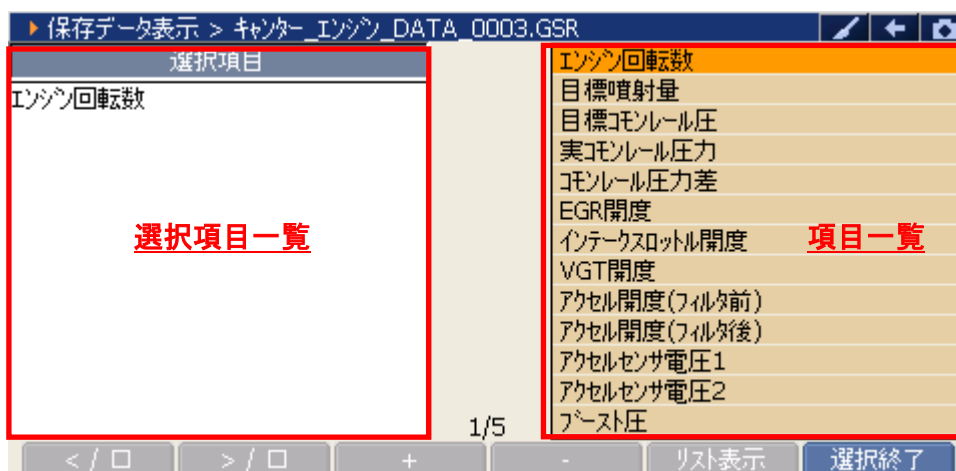 保存データ表示 > キャンター_エンジン_DATA_0003.GSR
選択項目
エンジン回転数
選択項目一覧
エンジン回転数
目標噴射量
目標コモンレール圧
実コモンレール圧力
コモンレール圧力差
EGR開度
インテークスロットル開度
VGT開度
アクセル開度(フィルタ前)
アクセル開度(フィルタ後)
アクセルセンサ電圧1
アクセルセンサ電圧2
ブースト圧
項目一覧
1/5
< / ロ
> / ロ
+
-
リスト表示
選択終了